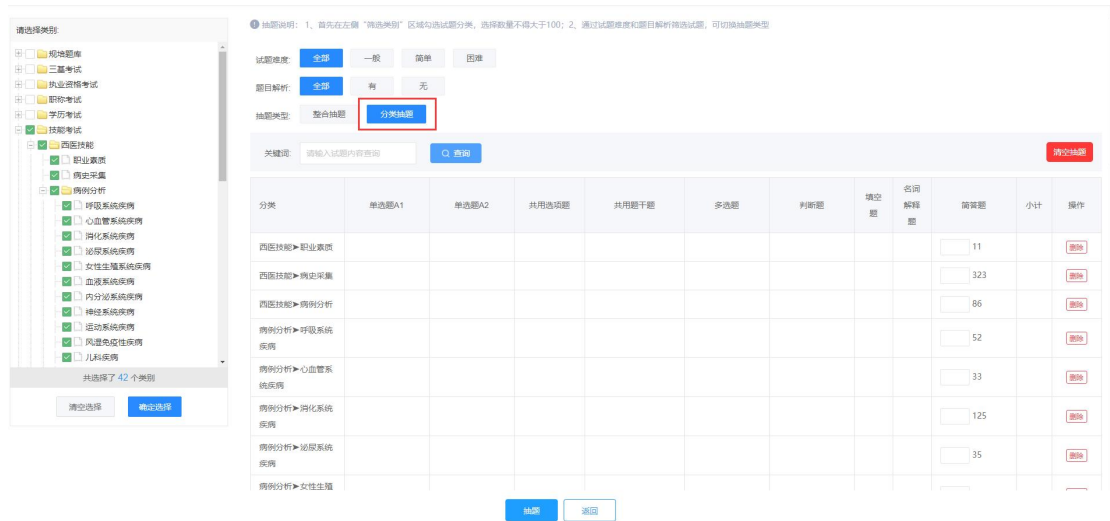 请选择类别:
规培题库
三基考试
执业资格考试
职称考试
学历考试
技能考试
西医技能
职业素质
病史采集
病例分析
呼吸系统疾病
心血管系统疾病
消化系统疾病
泌尿系统疾病
女性生殖系统疾病
血液系统疾病
内分泌系统疾病
神经系统疾病
运动系统疾病
风湿免疫性疾病
儿科疾病
共选择了 42 个类别
清空选择 确定选择
抽题说明: 1、首先在左侧“筛选类别”区域勾选试题分类，选择数量不得大于100；2、通过试题难度和题目解析筛选试题，可切换抽题类型
试题难度: 全部 一般 简单 困难
题目解析: 全部 有 无
抽题类型: 整合抽题 分类抽题
关键词: 请输入试题内容查询 查询 清空抽题
分类 单选题A1 单选题A2 共用选项题 共用题干题 多选题 判断题 填空题 名词解释题 简答题 小计 操作
西医技能➤职业素质 11 删除
西医技能➤病史采集 323 删除
西医技能➤病例分析 86 删除
病例分析➤呼吸系统
疾病 52 删除
病例分析➤心血管系
统疾病 33 删除
病例分析➤消化系统
疾病 125 删除
病例分析➤泌尿系统
疾病 35 删除
病例分析➤女性生殖
抽题 返回